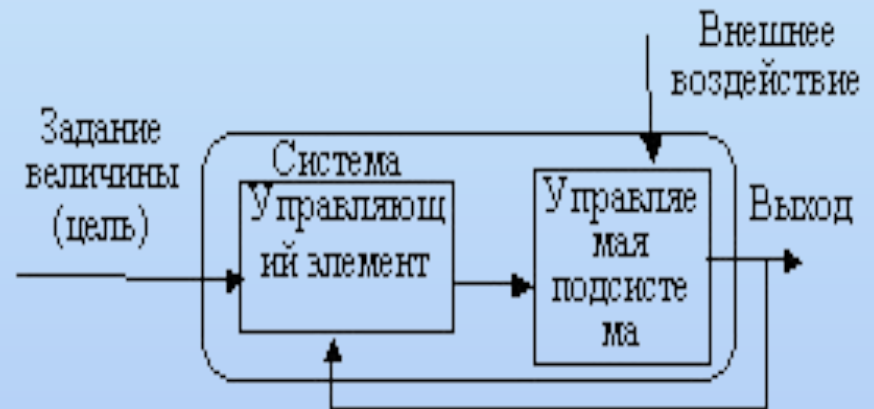 Внешнее
воздействие
Задание
величины
(цель)
Система
Управляющ
ий элемент
Управляе
мая
подсисте
ма
Выход